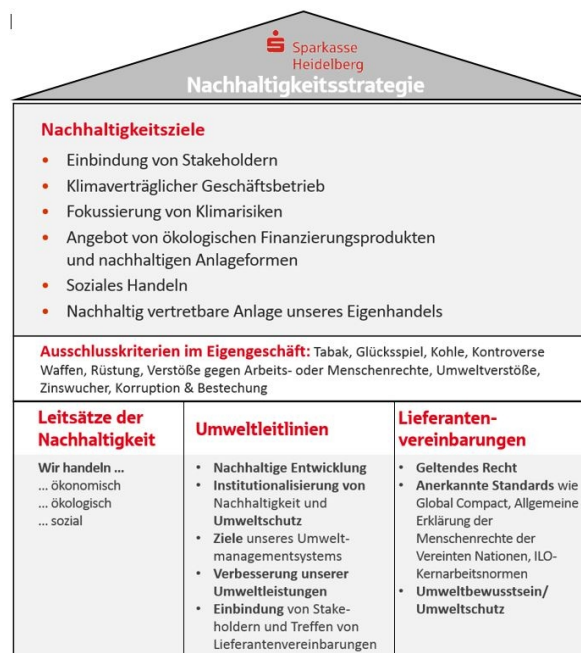 Sparkasse
Heidelberg
Nachhaltigkeitsstrategie
Nachhaltigkeitsziele
• Einbindung von Stakeholdern
• Klimaverträglicher Geschäftsbetrieb
• Fokussierung von Klimarisiken
• Angebot von ökologischen Finanzierungsprodukten
und nachhaltigen Anlageformen
• Soziales Handeln
• Nachhaltig vertretbare Anlage unseres Eigenhandels
Ausschlusskriterien im Eigengeschäft: Tabak, Glücksspiel, Kohle, Kontroverse
Waffen, Rüstung, Verstöße gegen Arbeits- oder Menschenrechte, Umweltverstöße,
Zinswucher, Korruption & Bestechung
Leitsätze der
Nachhaltigkeit
Wir handeln ...
... ökonomisch
... ökologisch
... sozial
Umweltleitlinien
• Nachhaltige Entwicklung
• Institutionalisierung von
Nachhaltigkeit und
Umweltschutz
• Ziele unseres Umwelt-
managementsystems
• Verbesserung unserer
Umweltleistungen
• Einbindung von Stake-
holdern und Treffen von
Lieferantenvereinbarungen
Lieferanten-
vereinbarungen
• Geltendes Recht
• Anerkannte Standards wie
Global Compact, Allgemeine
Erklärung der
Menschenrechte der
Vereinten Nationen, ILO-
Kernarbeitsnormen
• Umweltbewusstsein/
Umweltschutz